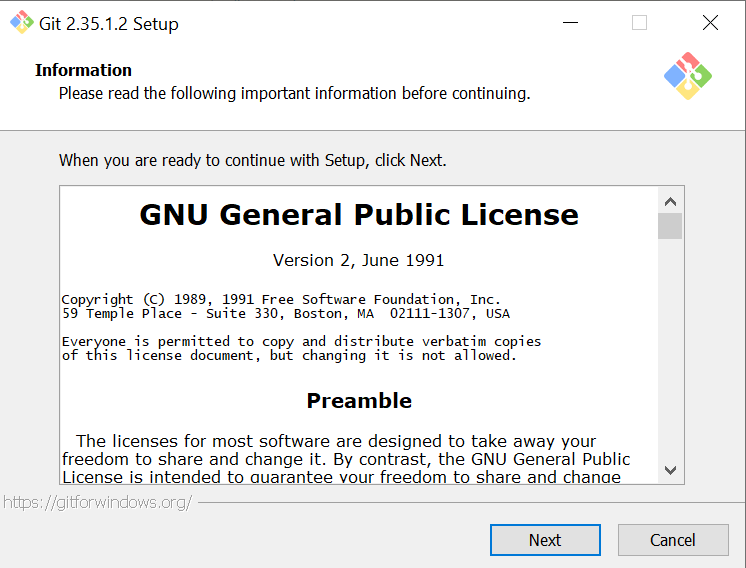 Git 2.35.1.2 Setup
Information
Please read the following important information before continuing.
When you are ready to continue with Setup, click Next.
GNU General Public License
Version 2, June 1991
Copyright (C) 1989, 1991 Free Software Foundation, Inc.
59 Temple Place - Suite 330, Boston, MA  02111-1307, USA
Everyone is permitted to copy and distribute verbatim copies
of this license document, but changing it is not allowed.
Preamble
The licenses for most software are designed to take away your
freedom to share and change it. By contrast, the GNU General Public
License is intended to guarantee your freedom to share and change
https://gitforwindows.org/
Next
Cancel